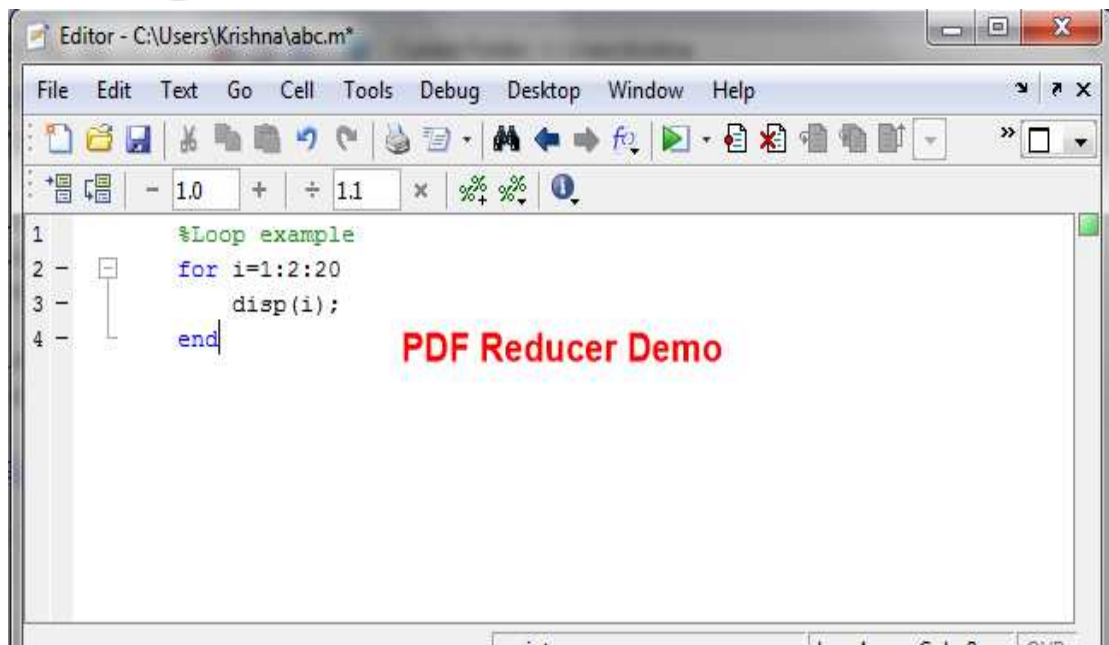 Editor - C:\Users\Krishna\abc.m*
File Edit Text Go Cell Tools Debug Desktop Window Help
- 1.0 + ÷ 1.1 ×
1 %Loop example
2 - for i=1:2:20
3 - disp(i);
4 - end
PDF Reducer Demo